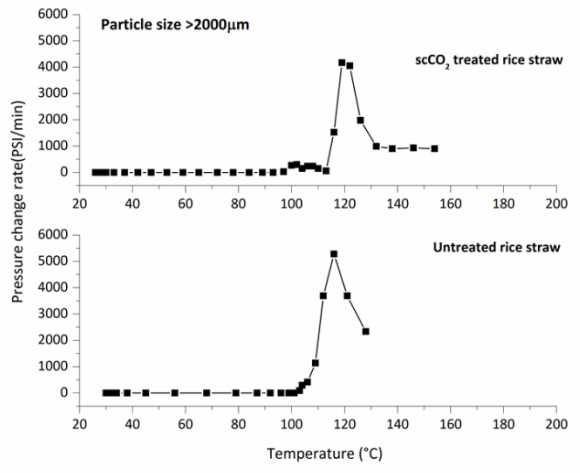 Particle size >2000μm
scCO₂ treated rice straw
6000
5000
4000
3000
2000
1000
0
20 40 60 80 100 120 140 160 180 200
Pressure change rate(PSI/min)
Untreated rice straw
6000
5000
4000
3000
2000
1000
0
20 40 60 80 100 120 140 160 180 200
Temperature (°C)